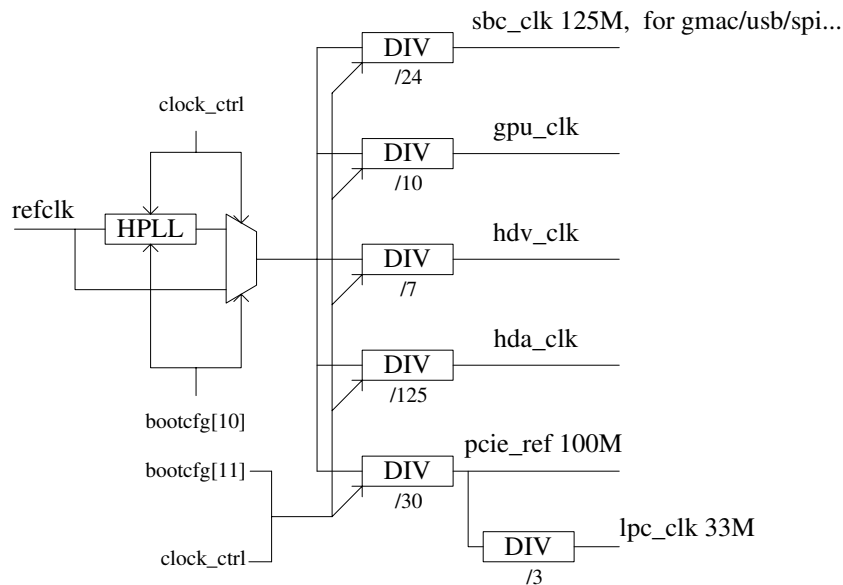 sbc_clk 125M, for gmac/usb/spi...
DIV
/24
clock_ctrl
gpu_clk
DIV
/10
refclk
HPLL
hdv_clk
DIV
/7
hda_clk
DIV
/125
bootcfg[10]
pcie_ref 100M
bootcfg[11]
DIV
/30
lpc_clk 33M
clock_ctrl
DIV
/3